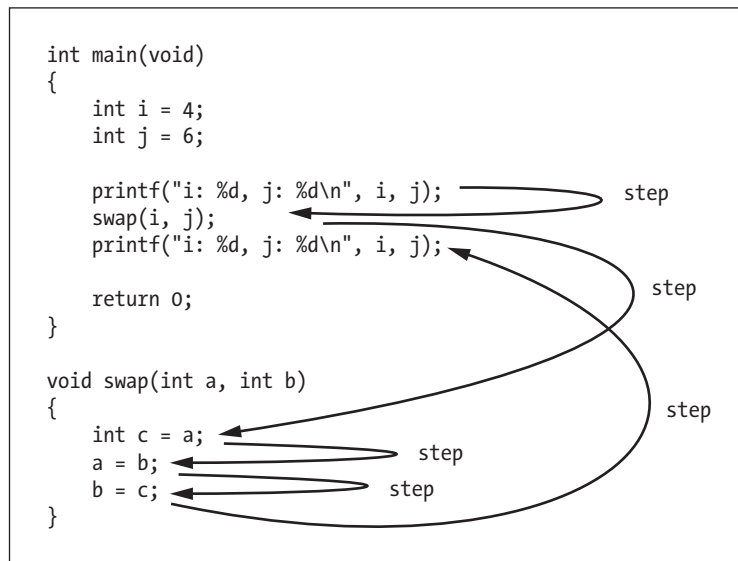 int main(void)
{
    int i = 4;
    int j = 6;

    printf("i: %d, j: %d\n", i, j);    step
    swap(i, j);
    printf("i: %d, j: %d\n", i, j);
    step
    return 0;
}

void swap(int a, int b)
{    step
    int c = a;
    a = b;    step
    b = c;    step
}